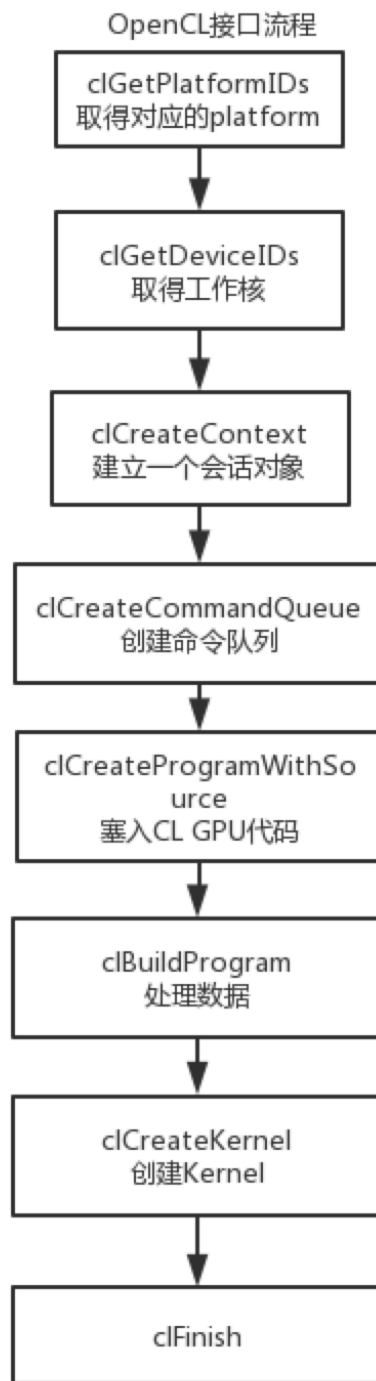 OpenCL接口流程
clGetPlatformIDs
取得对应的platform
clGetDeviceIDs
取得工作核
clCreateContext
建立一个会话对象
clCreateCommandQueue
创建命令队列
clCreateProgramWithSo
urce
塞入CL GPU代码
clBuildProgram
处理数据
clCreateKernel
创建Kernel
clFinish